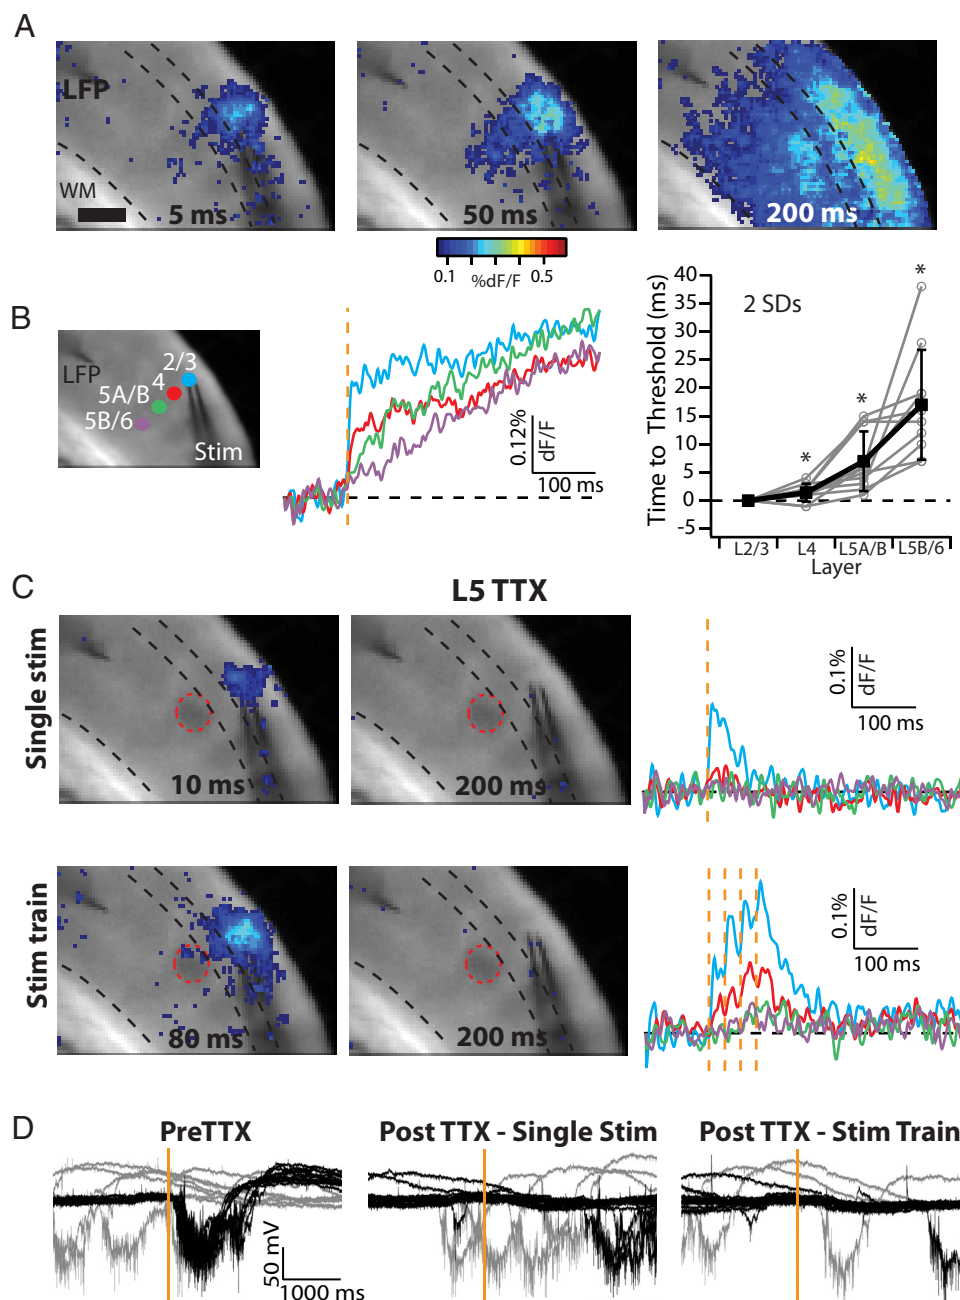 A
LFP
WM
5 ms
50 ms
200 ms
0.1
%dF/F
0.5
B
LFP
2/3
4
5A/B
5B/6
Stim
0.12%
dF/F
100 ms
Time to Threshold (ms)
40
35
30
25
20
15
10
5
0
-5
2 SDs
*
*
*
L2/3
L4
L5A/B
L5B/6
Layer
C
L5 TTX
Single stim
10 ms
200 ms
0.1%
dF/F
100 ms
Stim train
80 ms
200 ms
0.1%
dF/F
100 ms
D
PreTTX
Post TTX - Single Stim
Post TTX - Stim Train
50 mV
1000 ms